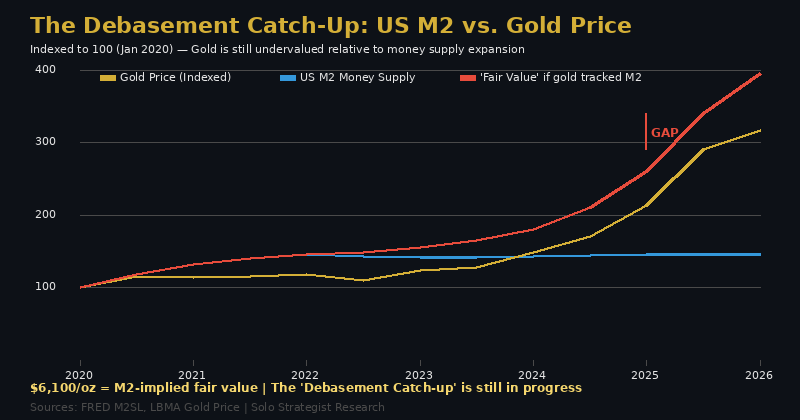 The Debasement Catch-Up: US M2 vs. Gold Price
Indexed to 100 (Jan 2020) — Gold is still undervalued relative to money supply expansion
400
Gold Price (Indexed)
US M2 Money Supply
'Fair Value' if gold tracked M2
GAP
300
200
100
2020
2021
2022
2023
2024
2025
2026
$6,100/oz = M2-implied fair value | The 'Debasement Catch-up' is still in progress
Sources: FRED M2SL, LBMA Gold Price | Solo Strategist Research